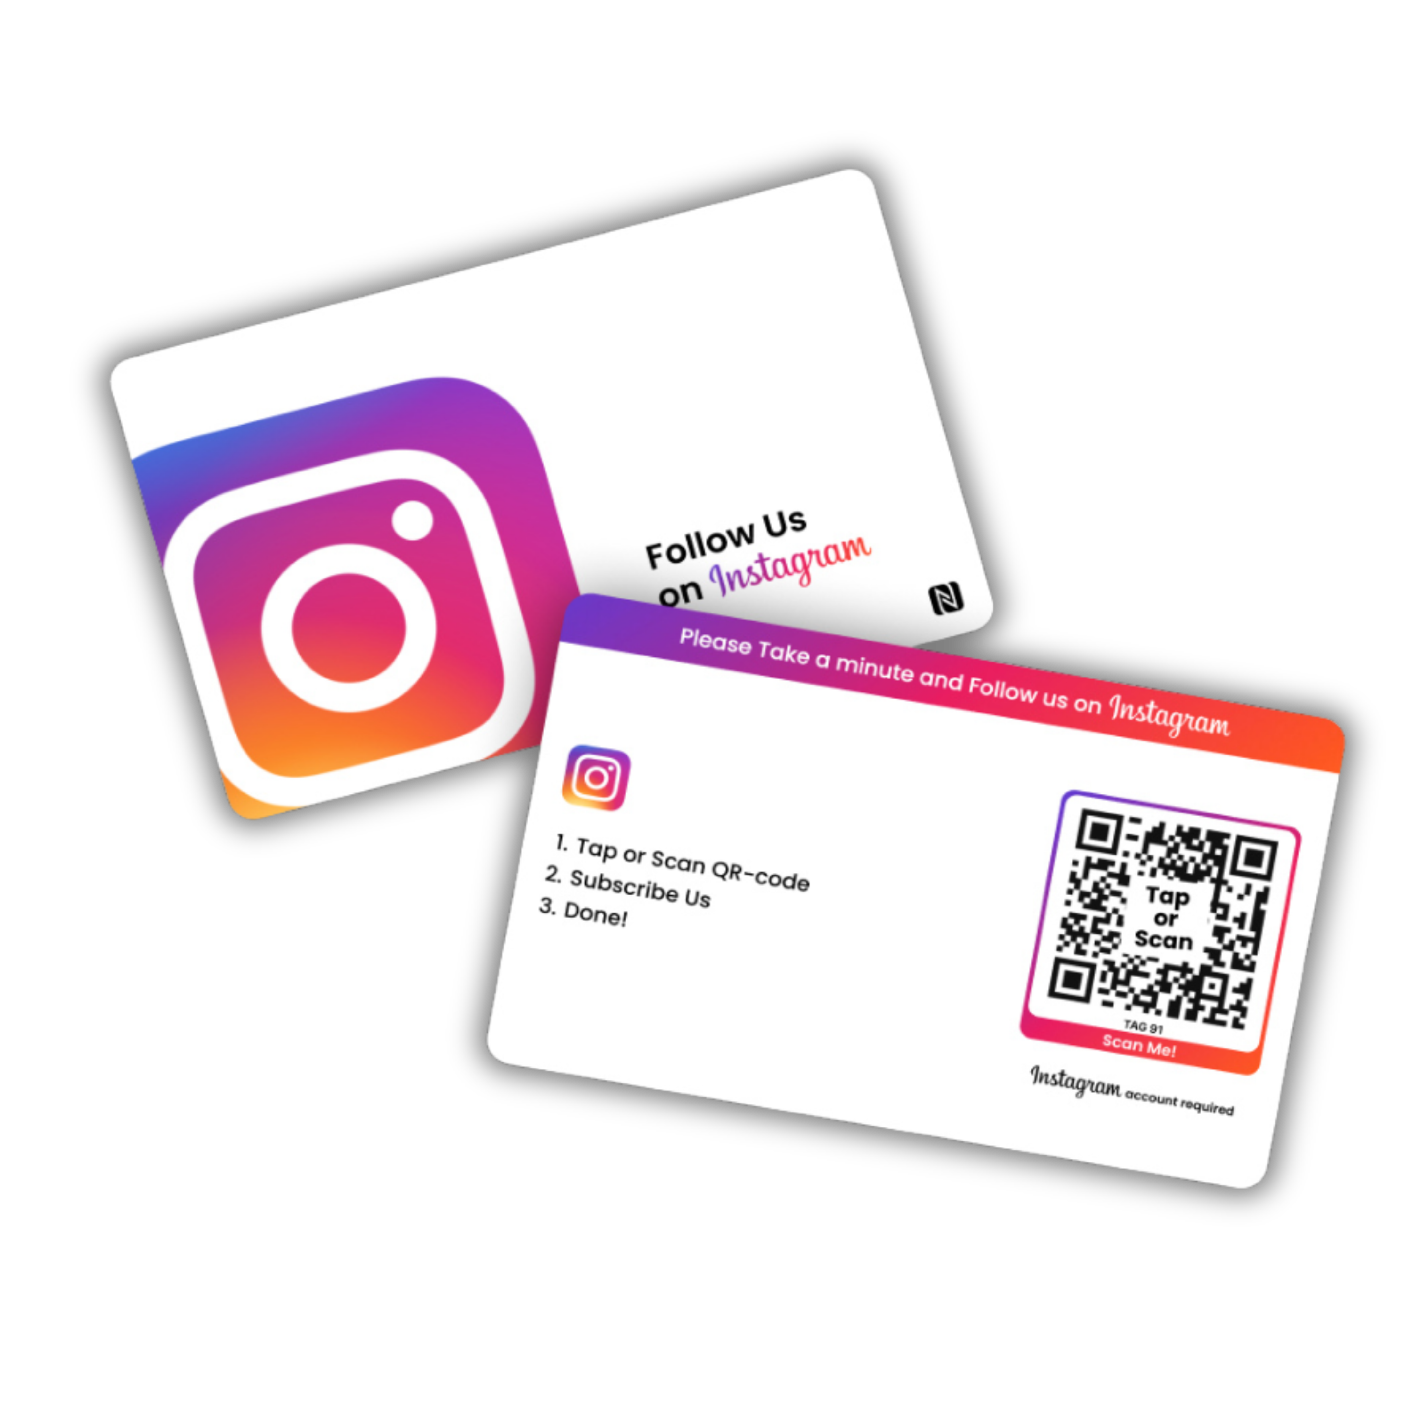 Follow Us
on Instagram
Please Take a minute and Follow us on Instagram
1. Tap or Scan QR-code
2. Subscribe Us
3. Done!
Tap
or
Scan
TAG 91
Scan Me!
Instagram account required